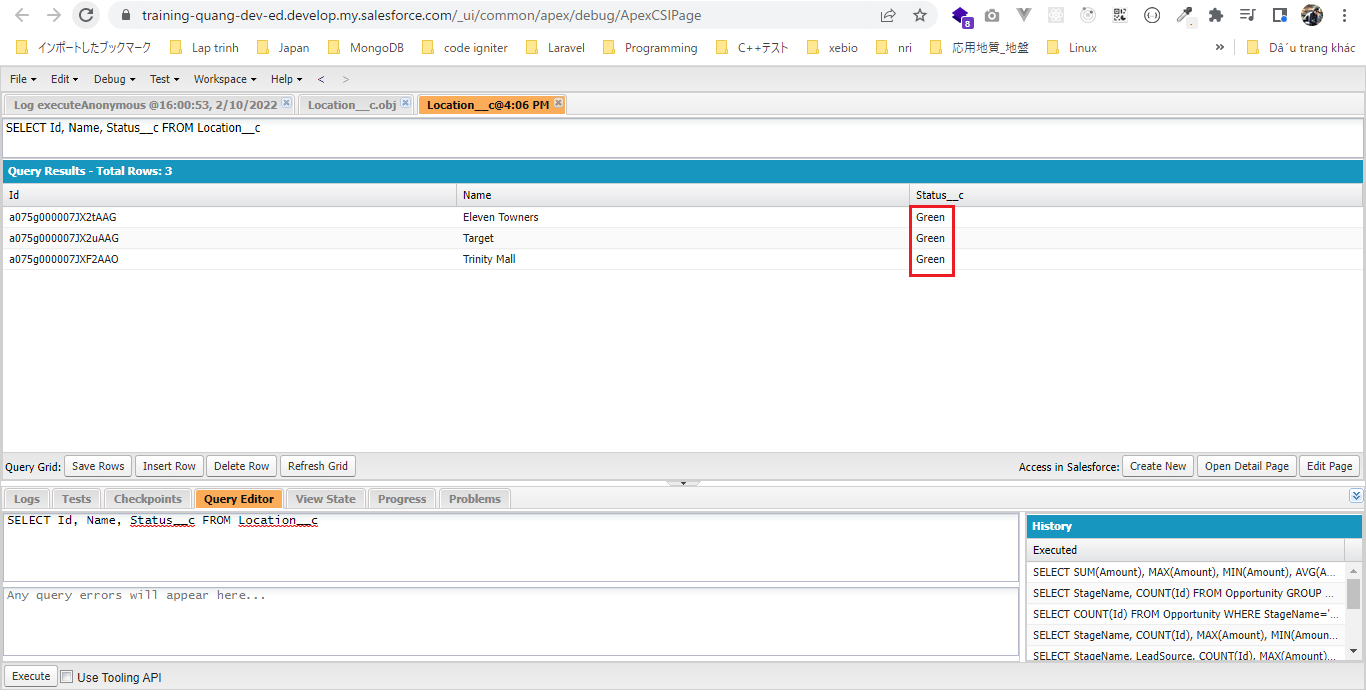 training-quang-dev-ed.develop.my.salesforce.com/_ui/common/apex/debug/ApexCSIPage
8
インポートしたブックマーク Lap trinh Japan MongoDB code igniter Laravel Programming C++テスト xebio nri 応用地質_地盤 Linux » Dấu trang khác
File Edit Debug Test Workspace Help < >
Log executeAnonymous @16:00:53, 2/10/2022 Location__c.obj Location__c@4:06 PM
SELECT Id, Name, Status__c FROM Location__c
Query Results - Total Rows: 3
Id Name Status__c
a075g000007JX2tAAG Eleven Towners Green
a075g000007JX2uAAG Target Green
a075g000007JXF2AAO Trinity Mall Green
Query Grid: Save Rows Insert Row Delete Row Refresh Grid Access in Salesforce: Create New Open Detail Page Edit Page
Logs Tests Checkpoints Query Editor View State Progress Problems
SELECT Id, Name, Status__c FROM Location__c
Any query errors will appear here...
History
Executed
SELECT SUM(Amount), MAX(Amount), MIN(Amount), AVG(A...
SELECT StageName, COUNT(Id) FROM Opportunity GROUP ...
SELECT COUNT(Id) FROM Opportunity WHERE StageName='...
SELECT StageName, COUNT(Id), MAX(Amount), MIN(Amoun...
SELECT StageName, LeadSource, COUNT(Id), MAX(Amount)...
Execute Use Tooling API